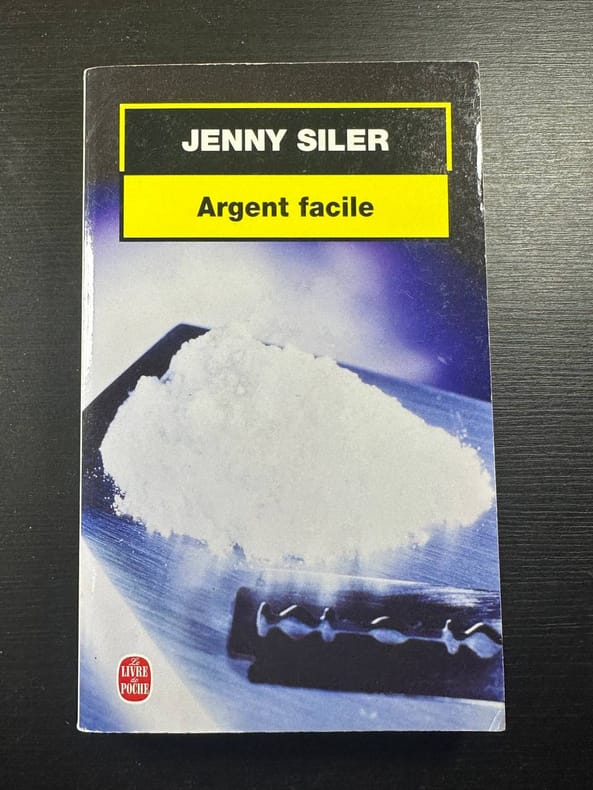 JENNY SILER
Argent facile
Le
LIVRE
de
POCHE